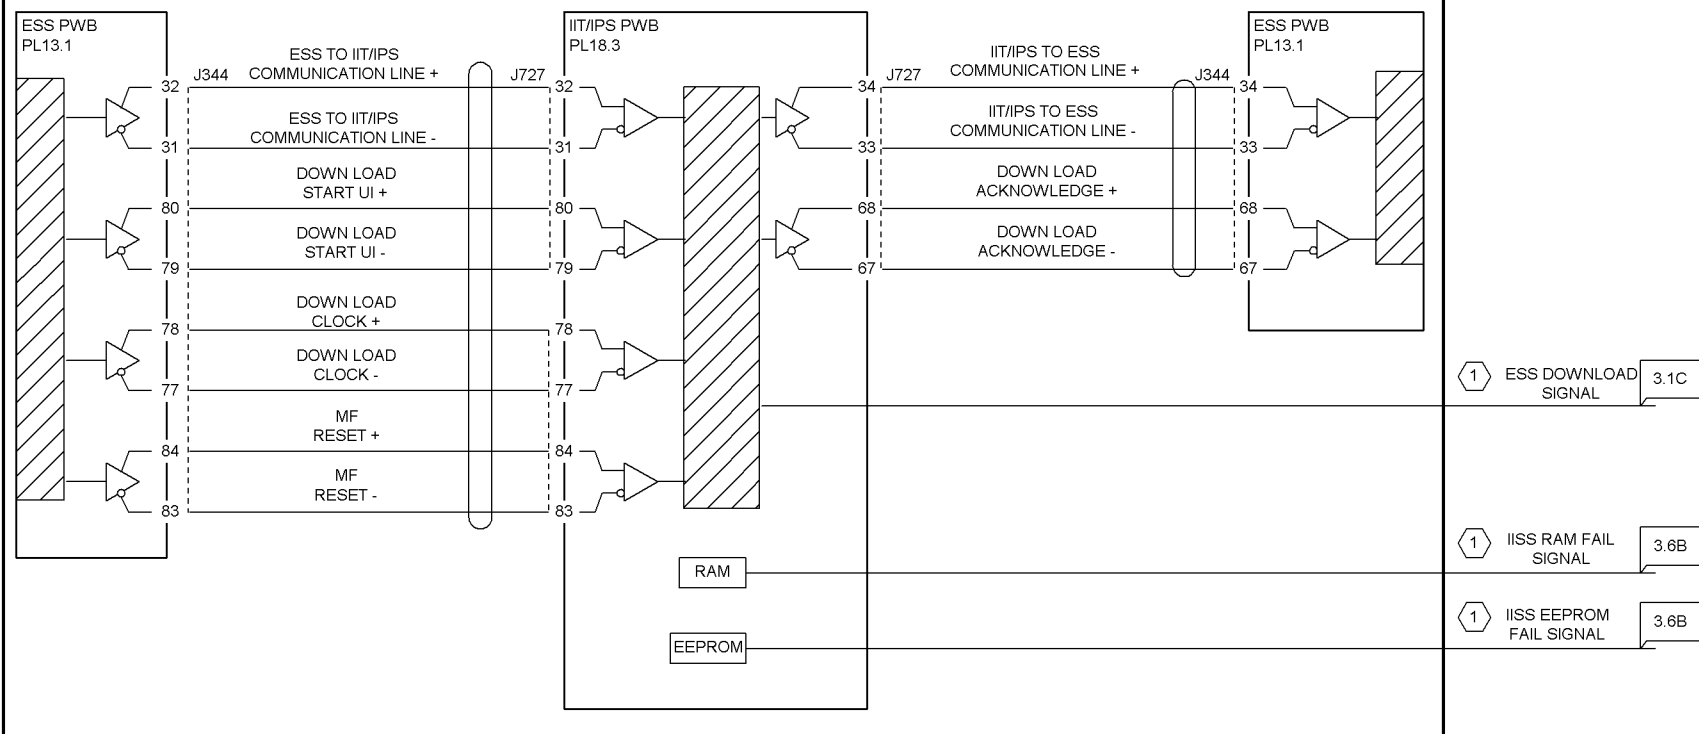 ESS PWB
PL13.1
IIT/IPS PWB
PL18.3
ESS PWB
PL13.1
ESS TO IIT/IPS
COMMUNICATION LINE +
IIT/IPS TO ESS
COMMUNICATION LINE +
32
J344
J727
32
34
J727
J344
34
ESS TO IIT/IPS
COMMUNICATION LINE -
IIT/IPS TO ESS
COMMUNICATION LINE -
31
31
33
33
DOWN LOAD
START UI +
DOWN LOAD
ACKNOWLEDGE +
80
80
68
68
DOWN LOAD
START UI -
DOWN LOAD
ACKNOWLEDGE -
79
79
67
67
DOWN LOAD
CLOCK +
78
78
DOWN LOAD
CLOCK -
77
77
1
ESS DOWNLOAD
SIGNAL
3.1C
MF
RESET +
84
84
MF
RESET -
83
83
RAM
1
IISS RAM FAIL
SIGNAL
3.6B
EEPROM
1
IISS EEPROM
FAIL SIGNAL
3.6B